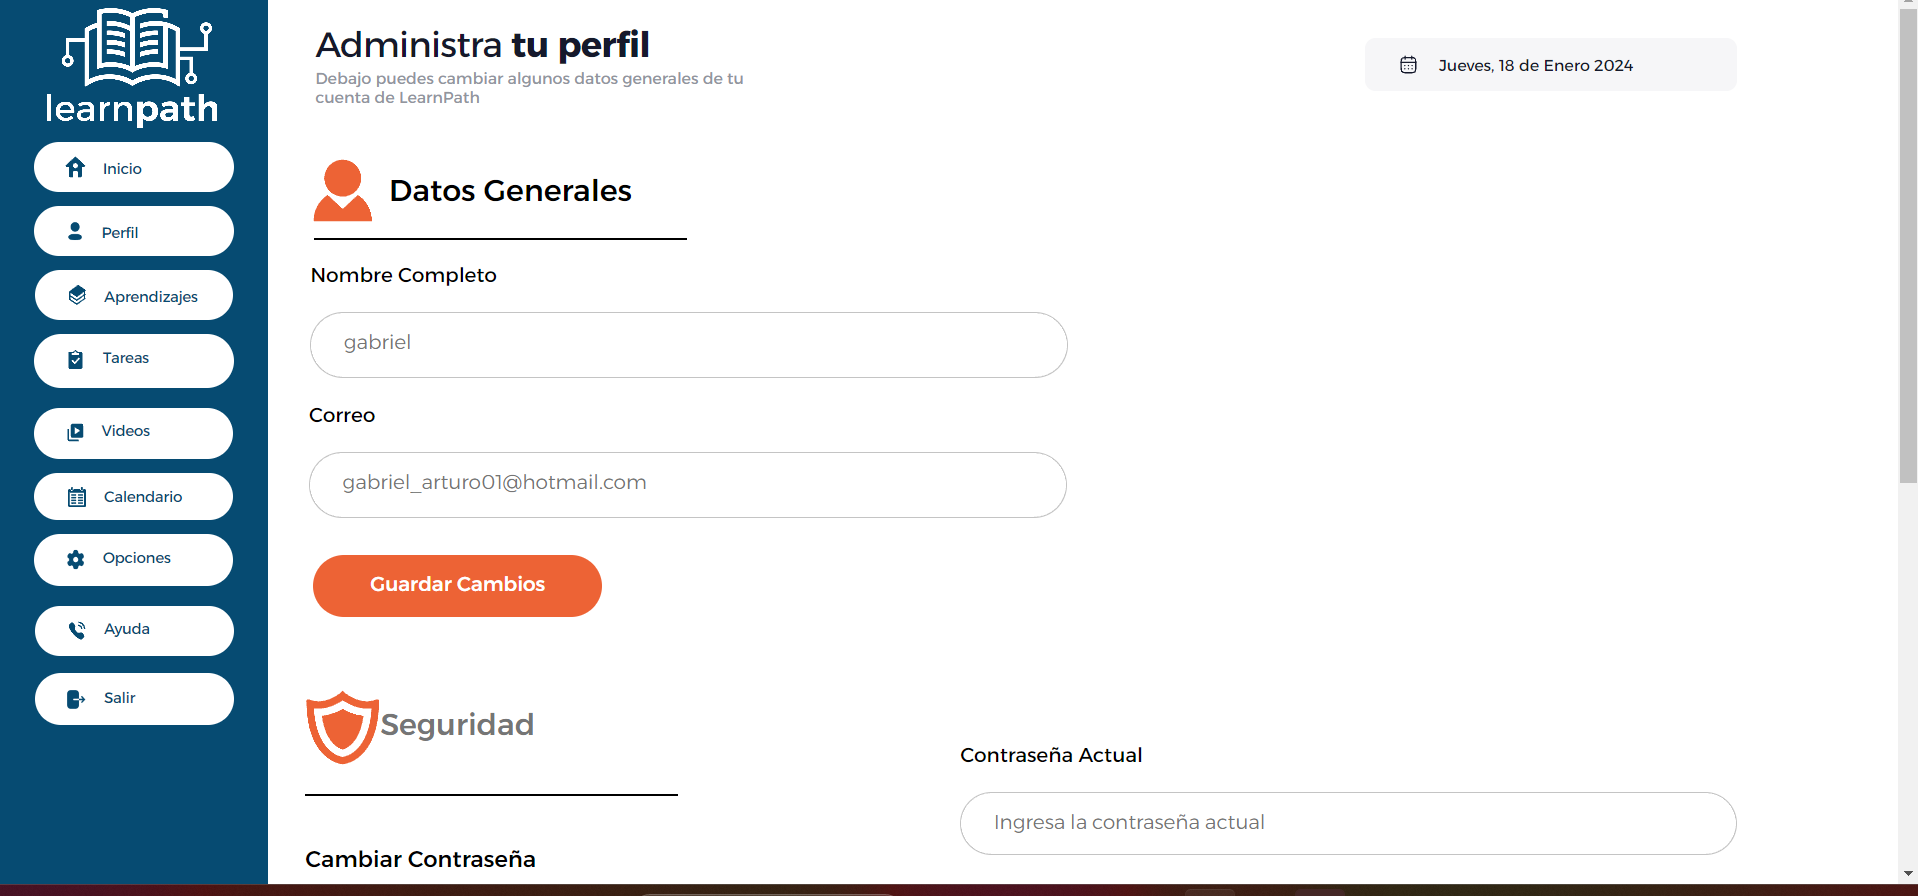 learnpath
Inicio
Perfil
Aprendizajes
Tareas
Videos
Calendario
Opciones
Ayuda
Salir
Administra tu perfil
Debajo puedes cambiar algunos datos generales de tu
cuenta de LearnPath
Jueves, 18 de Enero 2024
Datos Generales
Nombre Completo
gabriel
Correo
gabriel_arturo01@hotmail.com
Guardar Cambios
Seguridad
Contraseña Actual
Ingresa la contraseña actual
Cambiar Contraseña